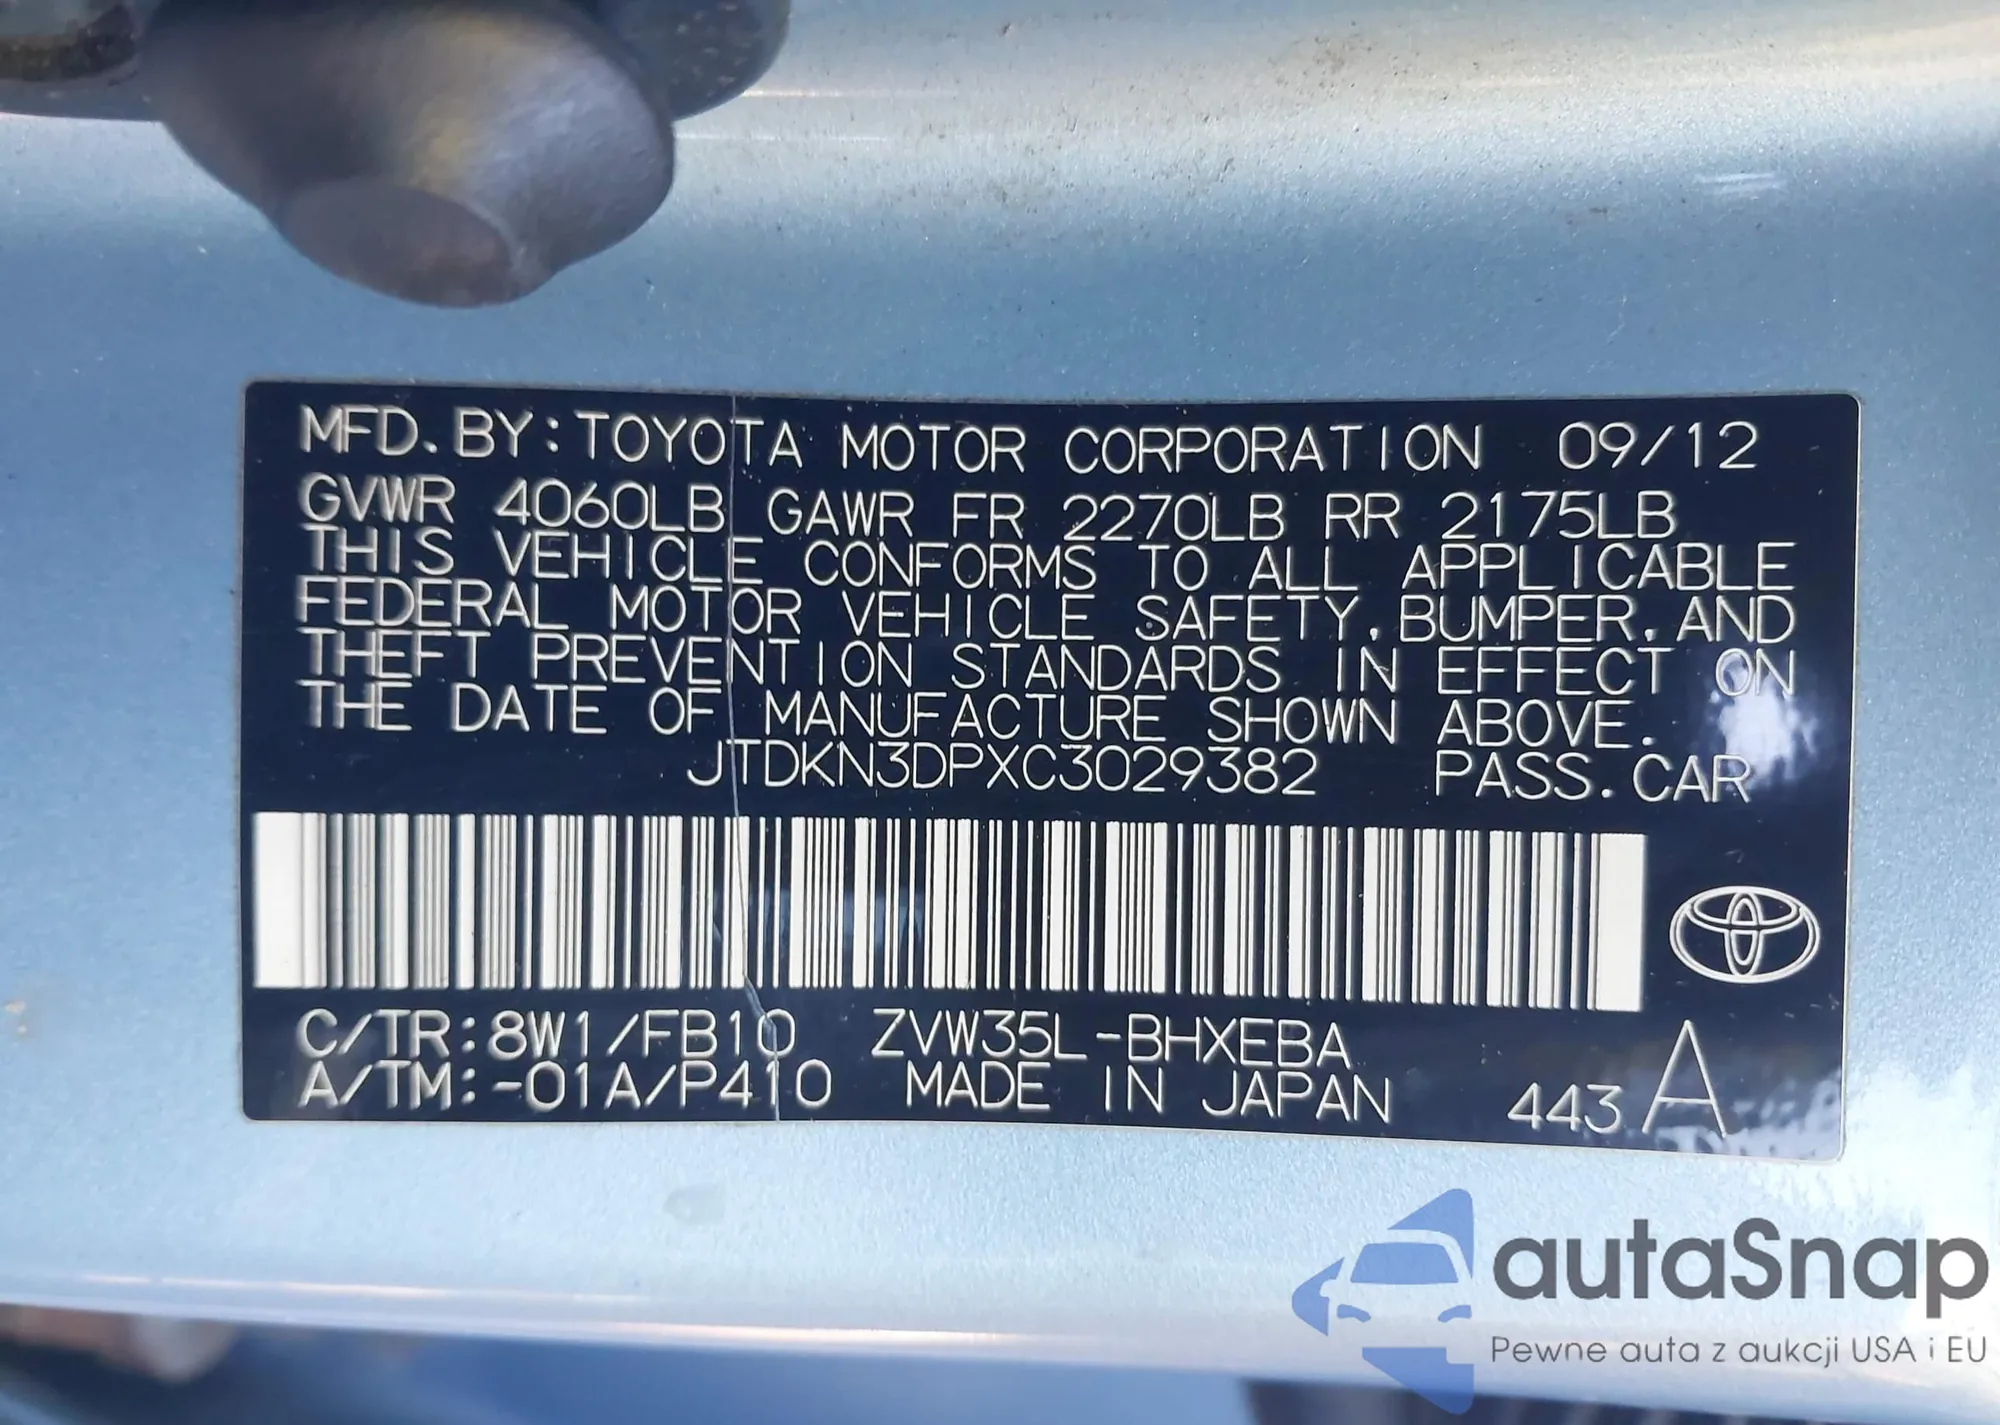 MFD. BY: TOYOTA MOTOR CORPORATION 09/12
GVWR 4060LB GAWR FR 2270LB RR 2175LB
THIS VEHICLE CONFORMS TO ALL APPLICABLE
FEDERAL MOTOR VEHICLE SAFETY, BUMPER, AND
THEFT PREVENTION STANDARDS IN EFFECT ON
THE DATE OF MANUFACTURE SHOWN ABOVE.
JTDKN3DPXC3029382 PASS. CAR
C/TR: 8W1/FB10 ZVW35L-BHXEBA
A/TM: -01A/P410 MADE IN JAPAN 443 A
autaSnap
Pewne auta z aukcji USA i EU